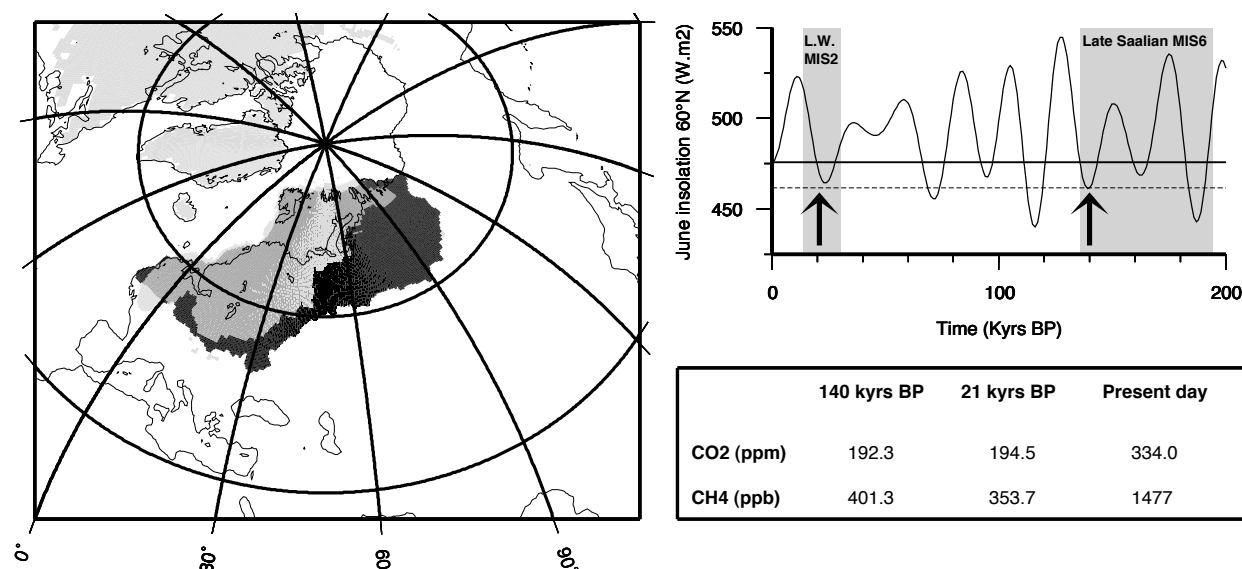 550
500
450
June insolation 60°N (W.m2)
L.W.
MIS2
Late Saalian MIS6
0
100
200
Time (Kyrs BP)
140 kyrs BP
21 kyrs BP
Present day
CO2 (ppm)
192.3
194.5
334.0
CH4 (ppb)
401.3
353.7
1477
0°
30°
60
90°